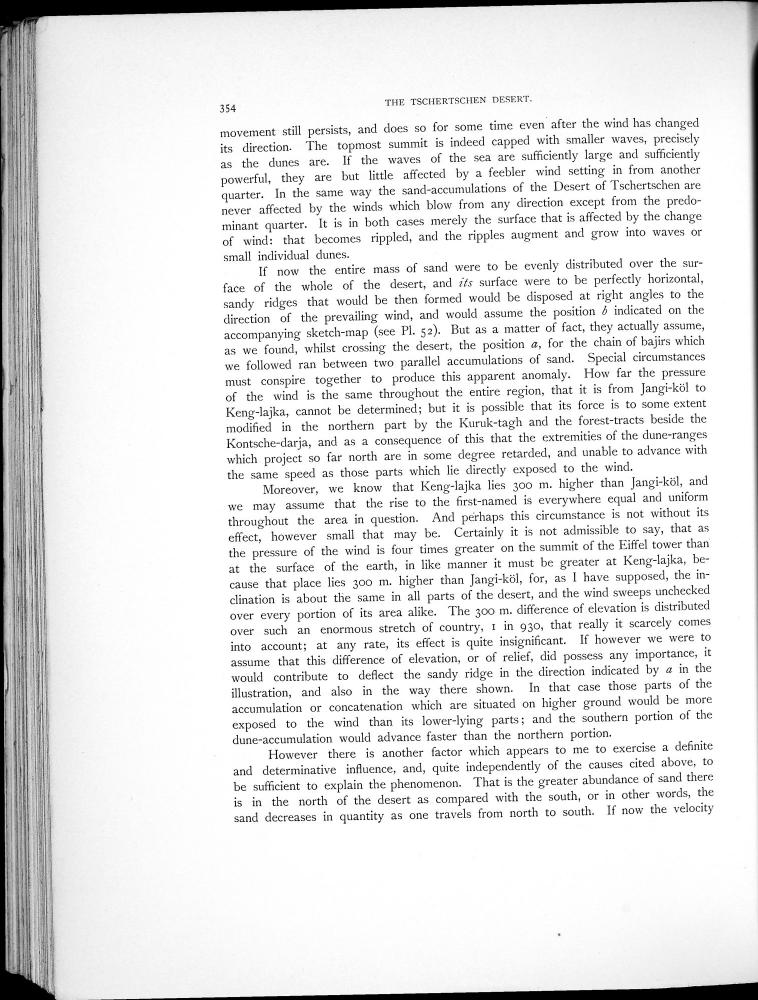 354
THE TSCHERTSCHEN DESERT.
movement still persists, and does so for some time even after the wind has changed
its direction. The topmost summit is indeed capped with smaller waves, precisely
as the dunes are. If the waves of the sea are sufficiently large and sufficiently
powerful, they are but little affected by a feebler wind setting in from another
quarter. In the same way the sand-accumulations of the Desert of Tschertschen are
never affected by the winds which blow from any direction except from the predo-
minant quarter. It is in both cases merely the surface that is affected by the change
of wind: that becomes rippled, and the ripples augment and grow into waves or
small individual dunes.
If now the entire mass of sand were to be evenly distributed over the sur-
face of the whole of the desert, and its surface were to be perfectly horizontal,
sandy ridges that would be then formed would be disposed at right angles to the
direction of the prevailing wind, and would assume the position b indicated on the
accompanying sketch-map (see Pl. 52). But as a matter of fact, they actually assume,
as we found, whilst crossing the desert, the position a, for the chain of bajirs which
we followed ran between two parallel accumulations of sand. Special circumstances
must conspire together to produce this apparent anomaly. How far the pressure
of the wind is the same throughout the entire region, that it is from Jangi-köl to
Keng-lajka, cannot be determined; but it is possible that its force is to some extent
modified in the northern part by the Kuruk-tagh and the forest-tracts beside the
Kontsche-darja, and as a consequence of this that the extremities of the dune-ranges
which project so far north are in some degree retarded, and unable to advance with
the same speed as those parts which lie directly exposed to the wind.
Moreover, we know that Keng-lajka lies 300 m. higher than Jangi-köl, and
we may assume that the rise to the first-named is everywhere equal and uniform
throughout the area in question. And perhaps this circumstance is not without its
effect, however small that may be. Certainly it is not admissible to say, that as
the pressure of the wind is four times greater on the summit of the Eiffel tower than
at the surface of the earth, in like manner it must be greater at Keng-lajka, be-
cause that place lies 300 m. higher than Jangi-köl, for, as I have supposed, the in-
clination is about the same in all parts of the desert, and the wind sweeps unchecked
over every portion of its area alike. The 300 m. difference of elevation is distributed
over such an enormous stretch of country, 1 in 930, that really it scarcely comes
into account; at any rate, its effect is quite insignificant. If however we were to
assume that this difference of elevation, or of relief, did possess any importance, it
would contribute to deflect the sandy ridge in the direction indicated by a in the
illustration, and also in the way there shown. In that case those parts of the
accumulation or concatenation which are situated on higher ground would be more
exposed to the wind than its lower-lying parts; and the southern portion of the
dune-accumulation would advance faster than the northern portion.
However there is another factor which appears to me to exercise a definite
and determinative influence, and, quite independently of the causes cited above, to
be sufficient to explain the phenomenon. That is the greater abundance of sand there
is in the north of the desert as compared with the south, or in other words, the
sand decreases in quantity as one travels from north to south. If now the velocity